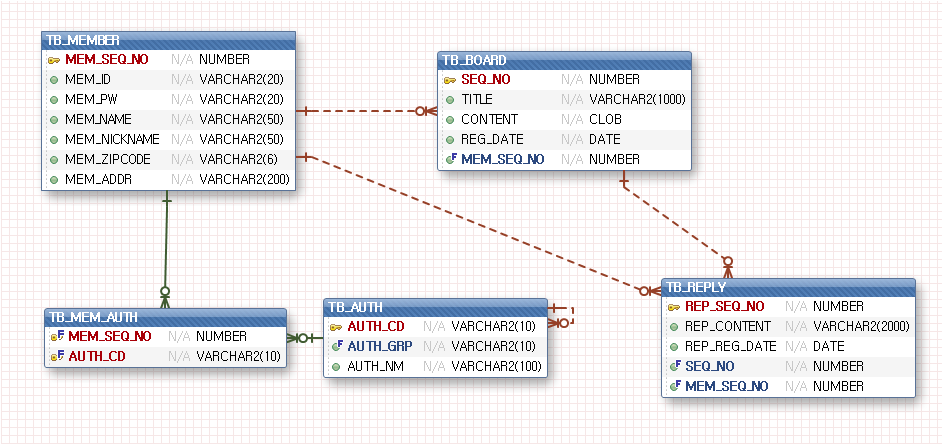 TB_MEMBER
MEM_SEQ_NO N/A NUMBER
MEM_ID N/A VARCHAR2(20)
MEM_PW N/A VARCHAR2(20)
MEM_NAME N/A VARCHAR2(50)
MEM_NICKNAME N/A VARCHAR2(50)
MEM_ZIPCODE N/A VARCHAR2(6)
MEM_ADDR N/A VARCHAR2(200)
TB_BOARD
SEQ_NO N/A NUMBER
TITLE N/A VARCHAR2(1000)
CONTENT N/A CLOB
REG_DATE N/A DATE
F MEM_SEQ_NO N/A NUMBER
TB_MEM_AUTH
F MEM_SEQ_NO N/A NUMBER
F AUTH_CD N/A VARCHAR2(10)
TB_AUTH
AUTH_CD N/A VARCHAR2(10)
F AUTH_GRP N/A VARCHAR2(10)
AUTH_NM N/A VARCHAR2(100)
TB_REPLY
REP_SEQ_NO N/A NUMBER
REP_CONTENT N/A VARCHAR2(2000)
REP_REG_DATE N/A DATE
F SEQ_NO N/A NUMBER
F MEM_SEQ_NO N/A NUMBER